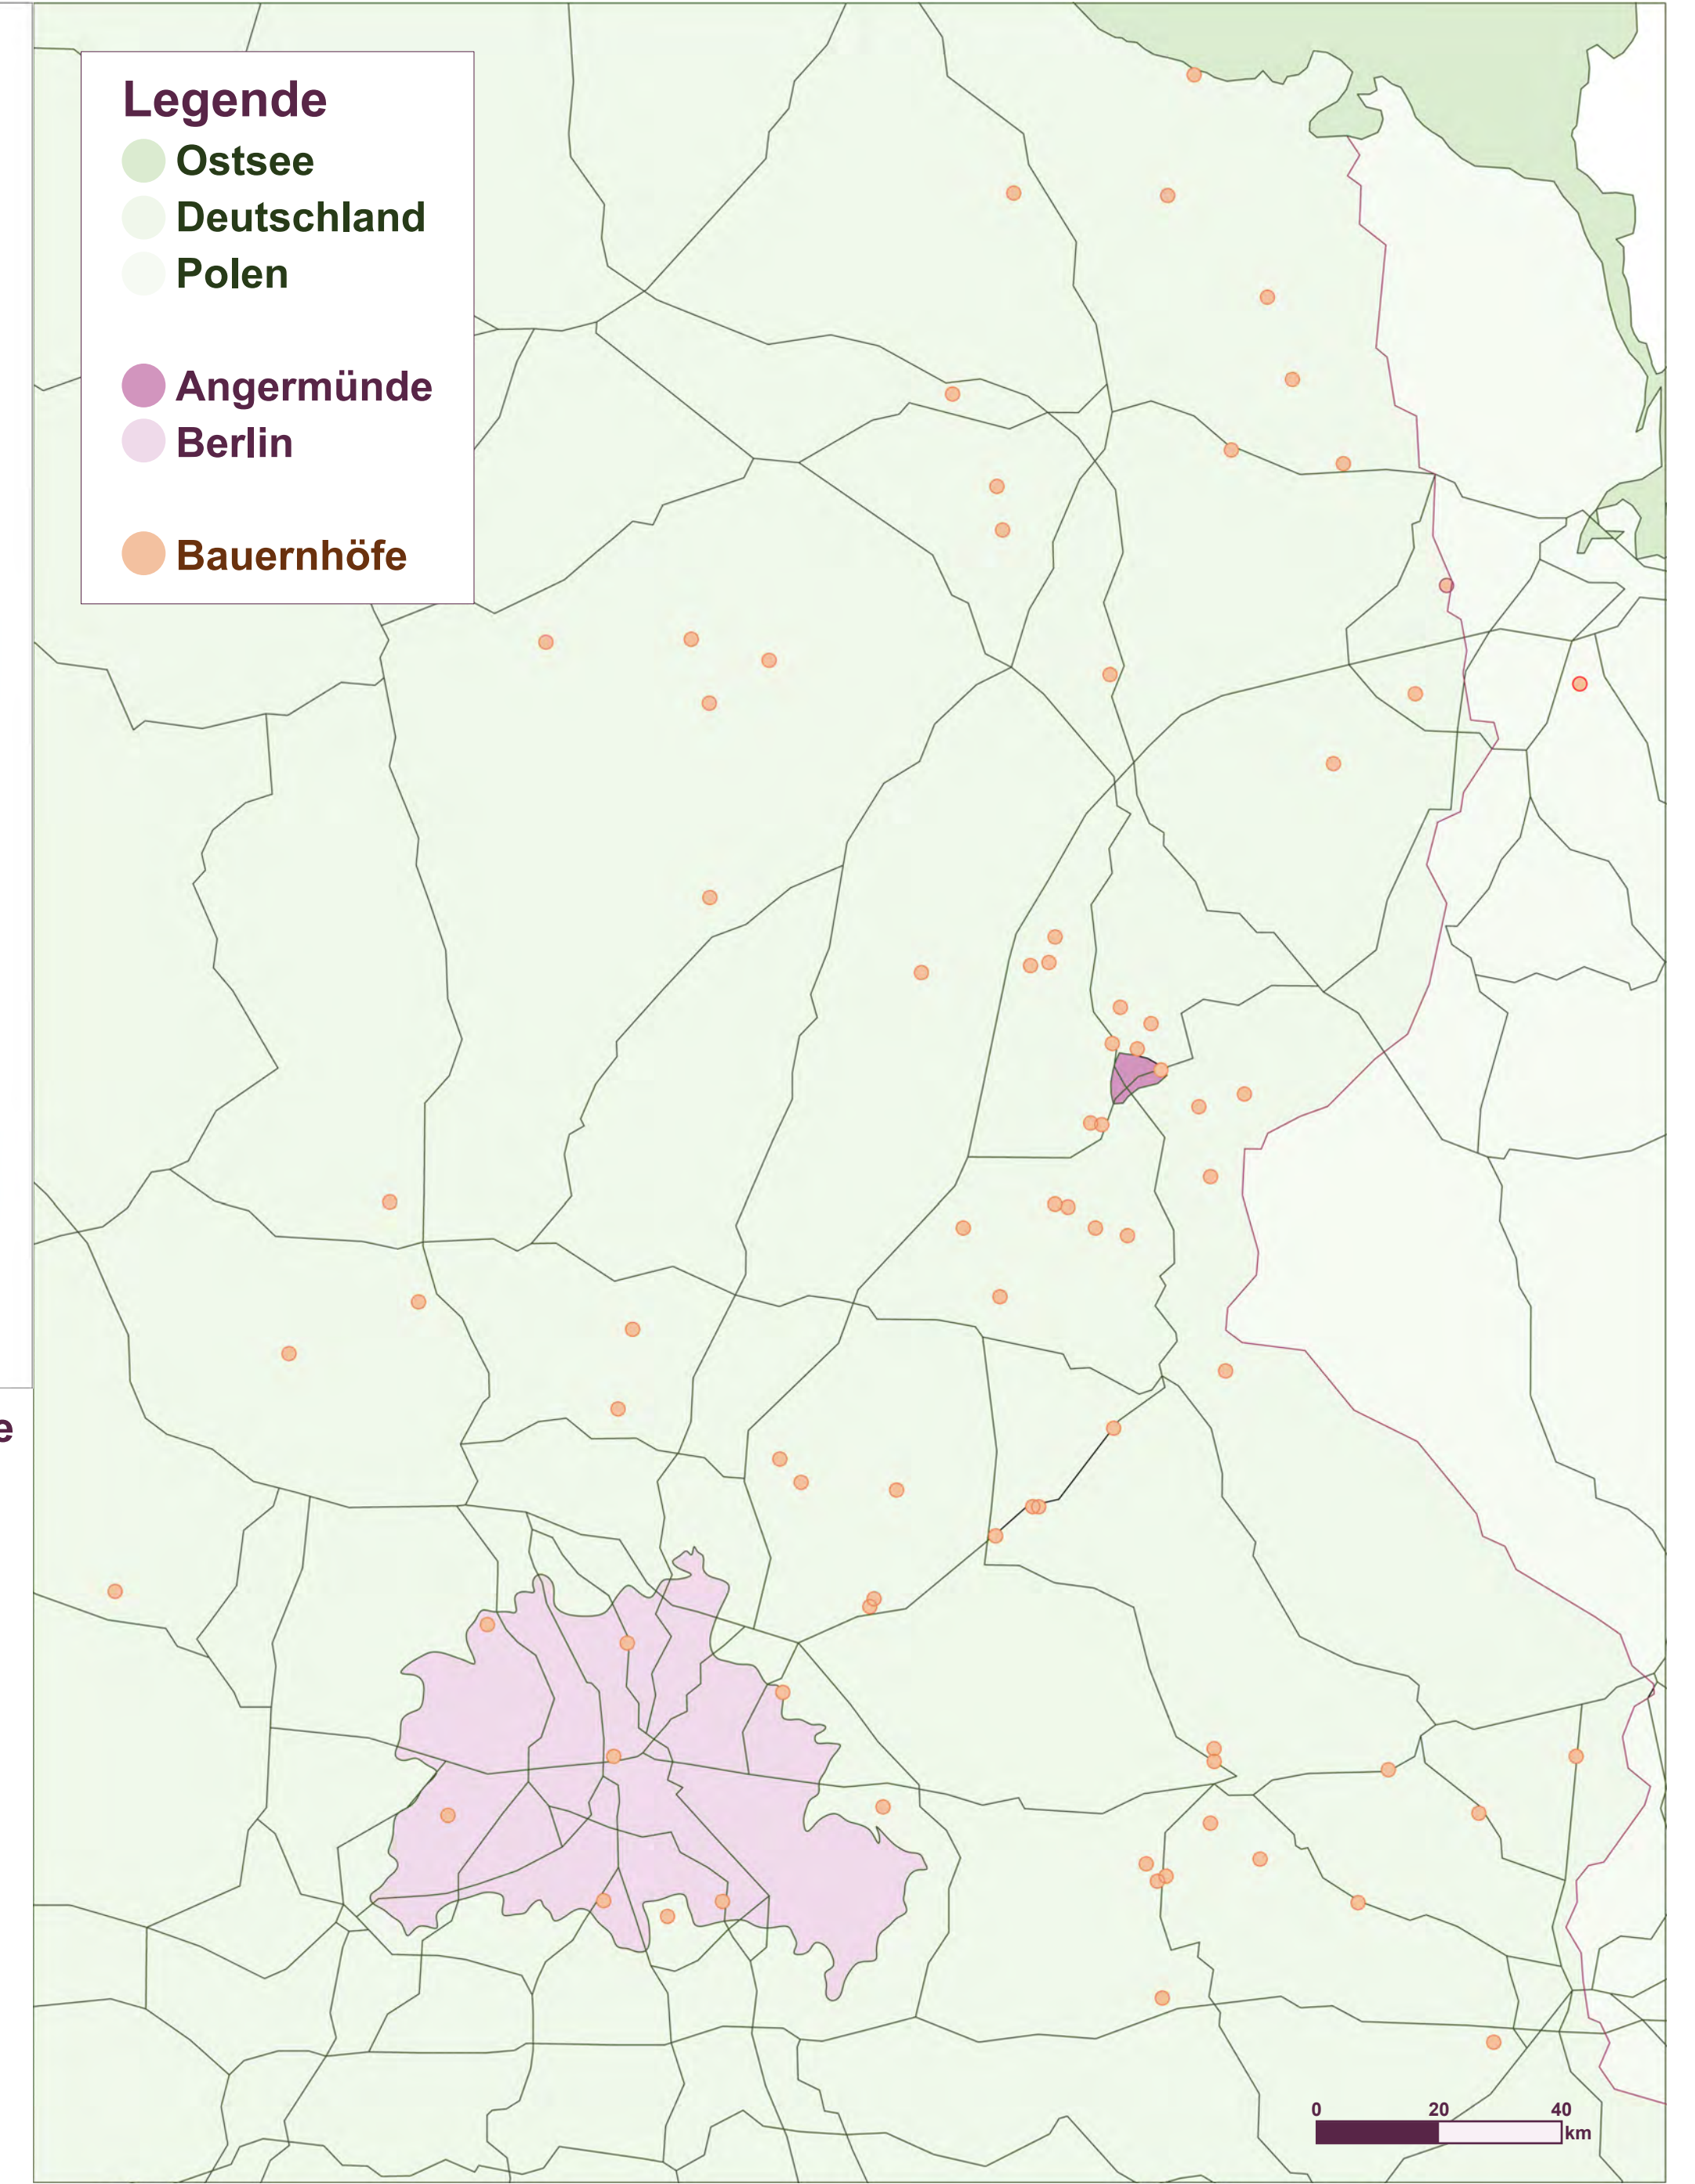 Legende
Ostsee
Deutschland
Polen
Angermünde
Berlin
Bauernhöfe
e
0 20 40
km